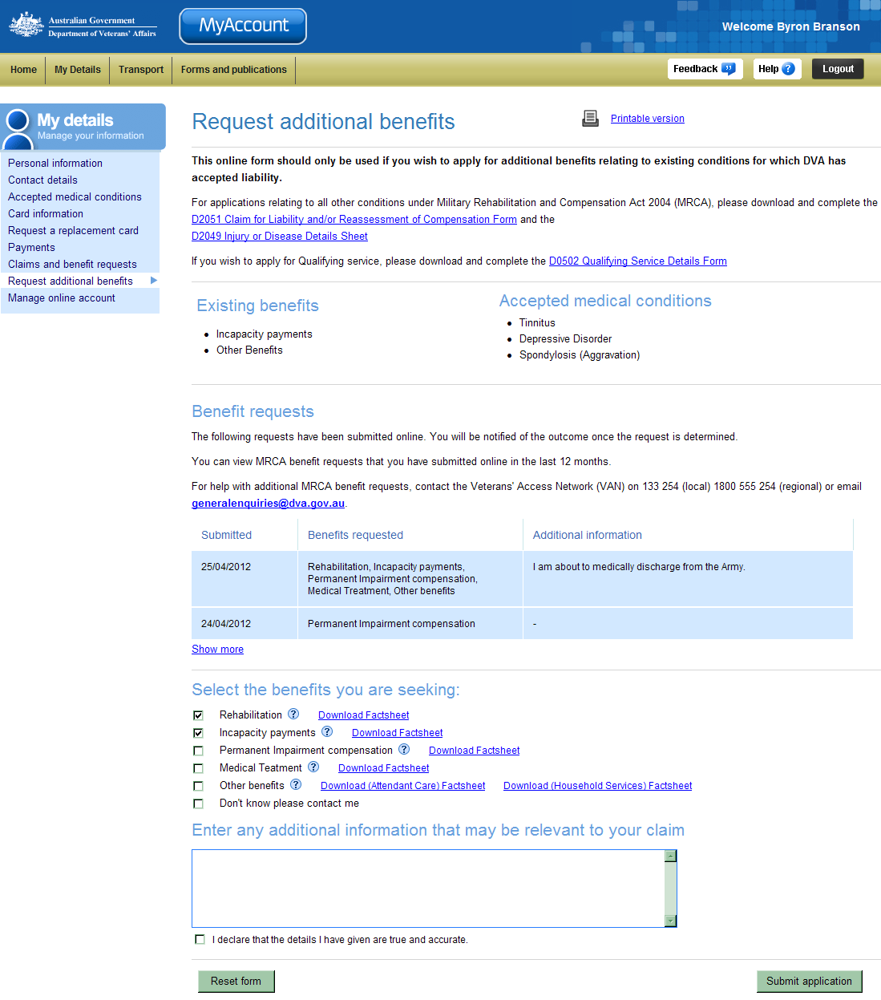 Australian Government
Department of Veterans' Affairs
MyAccount
Welcome Byron Branson
Home
My Details
Transport
Forms and publications
Feedback
Help ?
Logout
My details
Manage your information
Personal information
Contact details
Accepted medical conditions
Card information
Request a replacement card
Payments
Claims and benefit requests
Request additional benefits
Manage online account
Request additional benefits
Printable version
This online form should only be used if you wish to apply for additional benefits relating to existing conditions for which DVA has
accepted liability.
For applications relating to all other conditions under Military Rehabilitation and Compensation Act 2004 (MRCA), please download and complete the
D2051 Claim for Liability and/or Reassessment of Compensation Form and the
D2049 Injury or Disease Details Sheet
If you wish to apply for Qualifying service, please download and complete the D0502 Qualifying Service Details Form
Existing benefits
• Incapacity payments
• Other Benefits
Accepted medical conditions
• Tinnitus
• Depressive Disorder
• Spondylosis (Aggravation)
Benefit requests
The following requests have been submitted online. You will be notified of the outcome once the request is determined.
You can view MRCA benefit requests that you have submitted online in the last 12 months.
For help with additional MRCA benefit requests, contact the Veterans' Access Network (VAN) on 133 254 (local) 1800 555 254 (regional) or email
generalenquiries@dva.gov.au.
Submitted Benefits requested Additional information
25/04/2012 Rehabilitation, Incapacity payments, I am about to medically discharge from the Army.
Permanent Impairment compensation,
Medical Treatment, Other benefits
24/04/2012 Permanent Impairment compensation -
Show more
Select the benefits you are seeking:
Rehabilitation ? Download Factsheet
Incapacity payments ? Download Factsheet
Permanent Impairment compensation ? Download Factsheet
Medical Teatment ? Download Factsheet
Other benefits ? Download (Attendant Care) Factsheet Download (Household Services) Factsheet
Don't know please contact me
Enter any additional information that may be relevant to your claim
I declare that the details I have given are true and accurate.
Reset form
Submit application